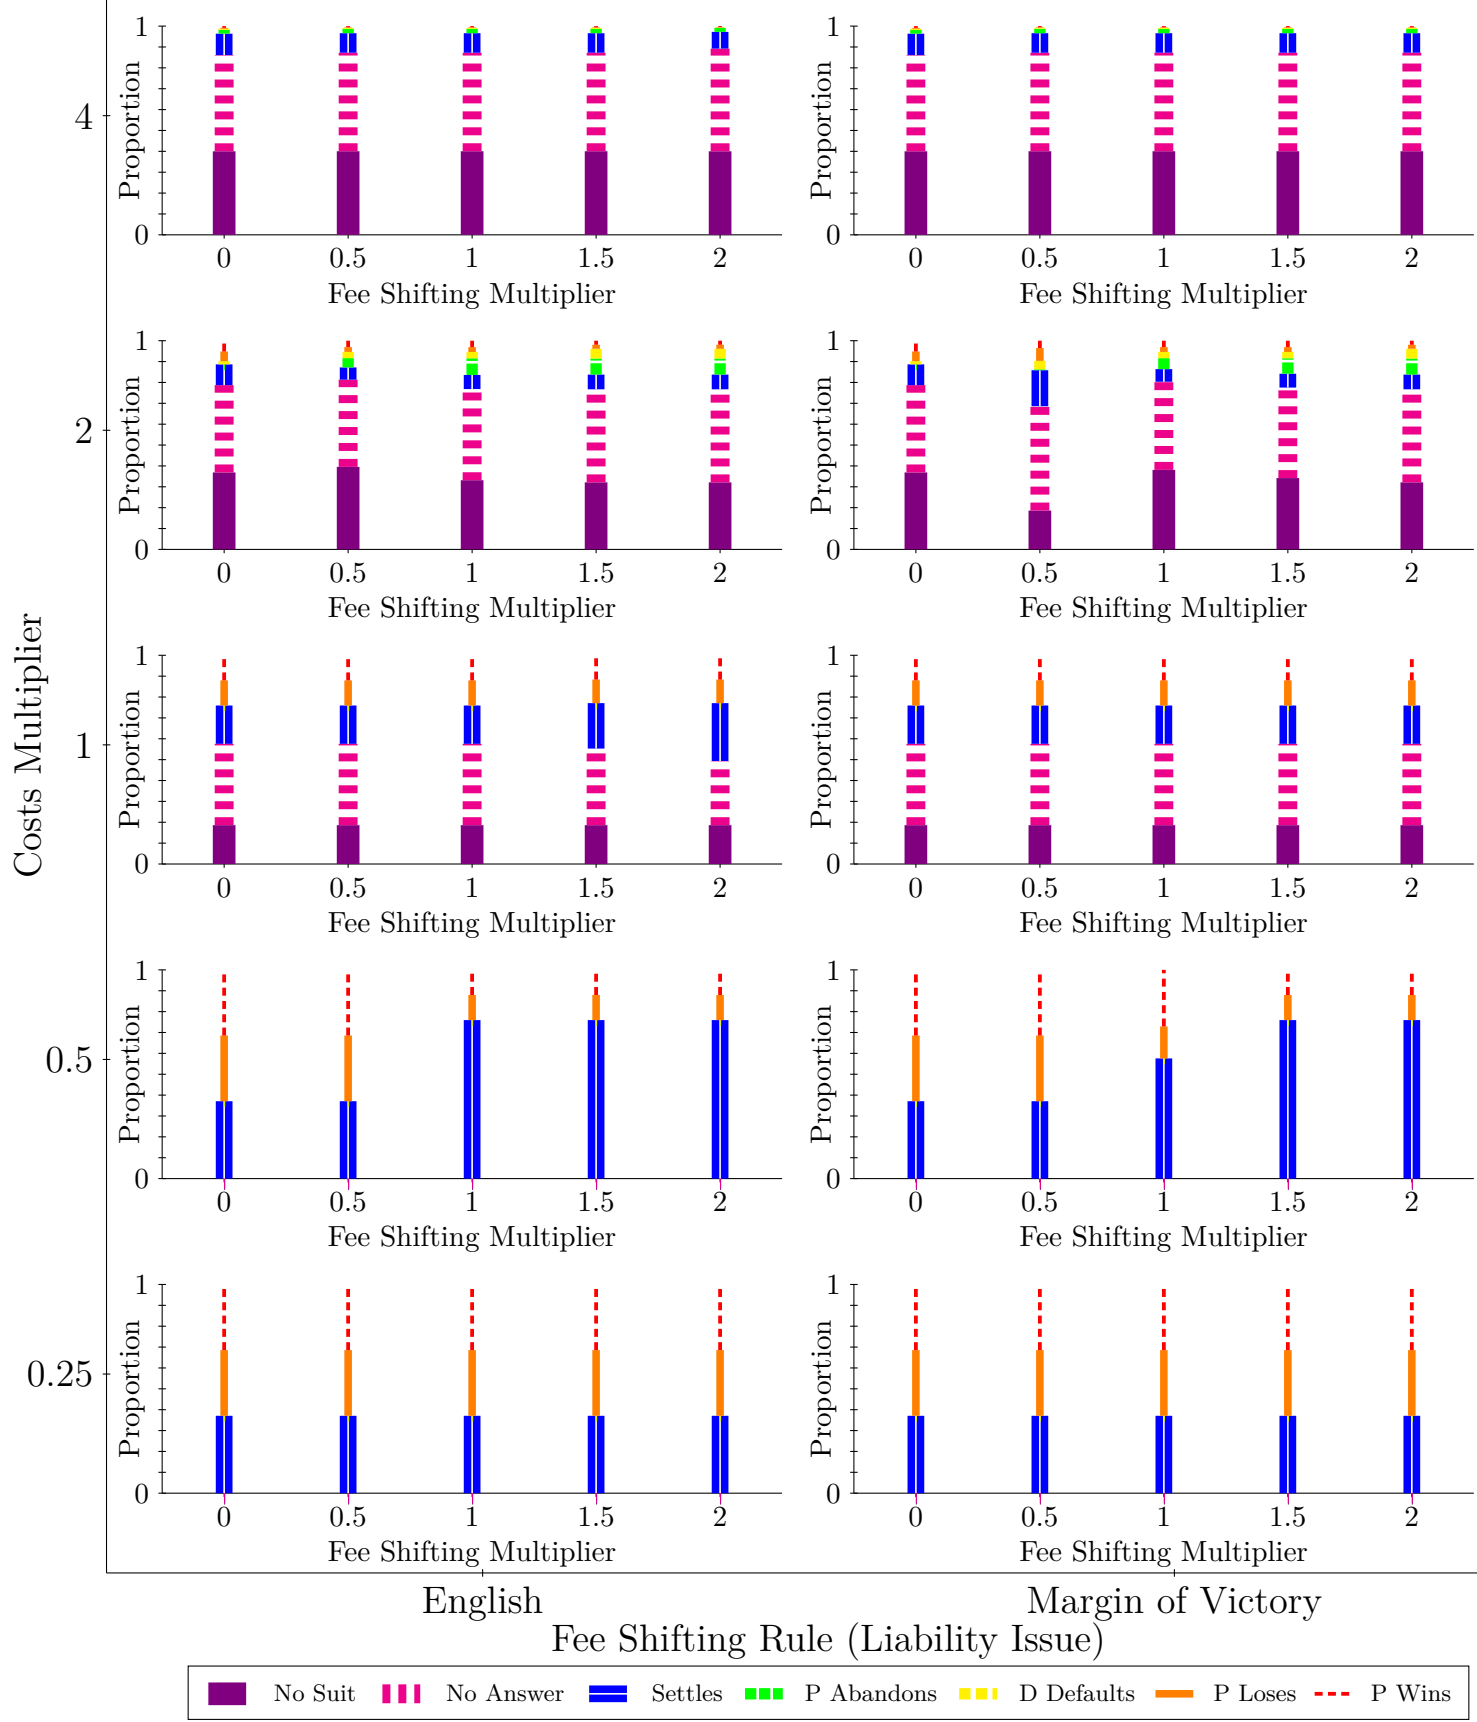 1
Proportion
0
0 0.5 1 1.5 2
Fee Shifting Multiplier
1
Proportion
0
0 0.5 1 1.5 2
Fee Shifting Multiplier
4
1
Proportion
0
0 0.5 1 1.5 2
Fee Shifting Multiplier
1
Proportion
0
0 0.5 1 1.5 2
Fee Shifting Multiplier
2
1
Proportion
0
0 0.5 1 1.5 2
Fee Shifting Multiplier
1
Proportion
0
0 0.5 1 1.5 2
Fee Shifting Multiplier
1
Costs Multiplier
1
Proportion
0
0 0.5 1 1.5 2
Fee Shifting Multiplier
1
Proportion
0
0 0.5 1 1.5 2
Fee Shifting Multiplier
0.5
1
Proportion
0
0 0.5 1 1.5 2
Fee Shifting Multiplier
1
Proportion
0
0 0.5 1 1.5 2
Fee Shifting Multiplier
0.25
English Margin of Victory
Fee Shifting Rule (Liability Issue)
No Suit No Answer Settles P Abandons D Defaults P Loses P Wins